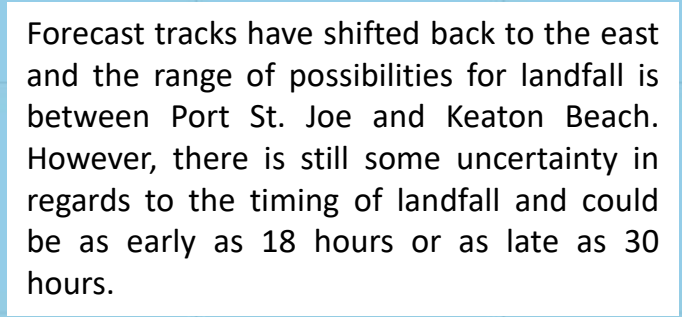 Forecast tracks have shifted back to the east
and the range of possibilities for landfall is
between Port St. Joe and Keaton Beach.
However, there is still some uncertainty in
regards to the timing of landfall and could
be as early as 18 hours or as late as 30
hours.